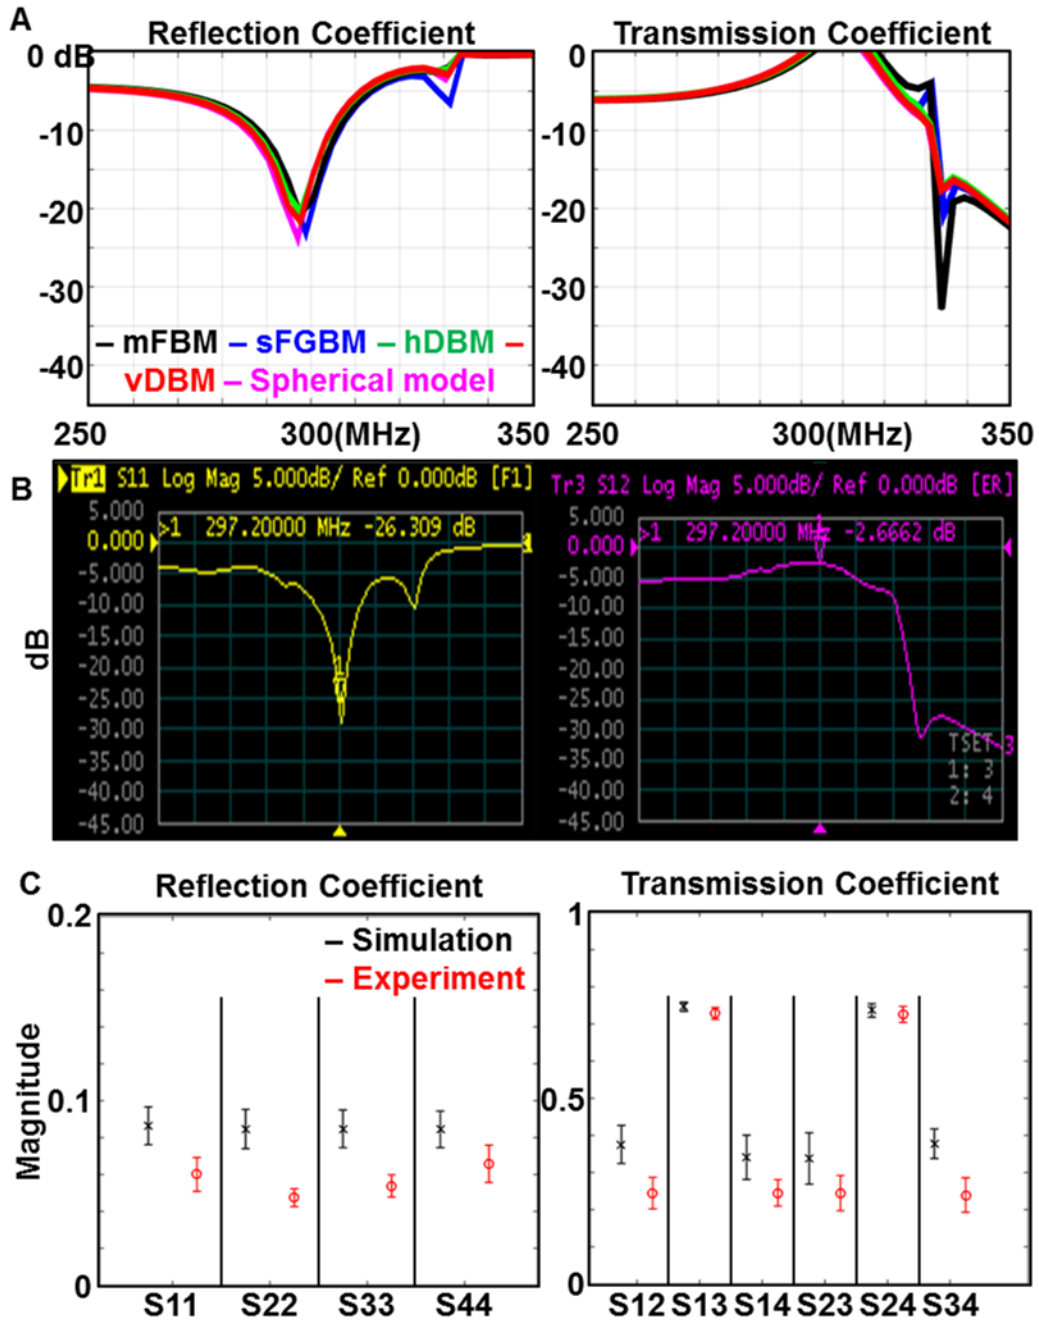 A
Reflection Coefficient
Transmission Coefficient
0 dB
-10
-20
-30
-40
0
-10
-20
-30
-40
– mFBM – sFGBM – hDBM –
vDBM – Spherical model
250 300(MHz) 350
250 300(MHz) 350
B
dB
Tr1 S11 Log Mag 5.000dB/ Ref 0.000dB [F1]
>1 297.20000 MHz -26.309 dB
5.000
0.000
-5.000
-10.00
-15.00
-20.00
-25.00
-30.00
-35.00
-40.00
-45.00
1
1
Tr3 S12 Log Mag 5.000dB/ Ref 0.000dB [ER]
>1 297.20000 MHz -2.6662 dB
5.000
0.000
-5.000
-10.00
-15.00
-20.00
-25.00
-30.00
-35.00
-40.00
-45.00
TSET
1: 3
2: 4
3
C
Reflection Coefficient
Transmission Coefficient
Magnitude
0.2
0.1
0
– Simulation
– Experiment
S11 S22 S33 S44
1
0.5
0
S12 S13 S14 S23 S24 S34